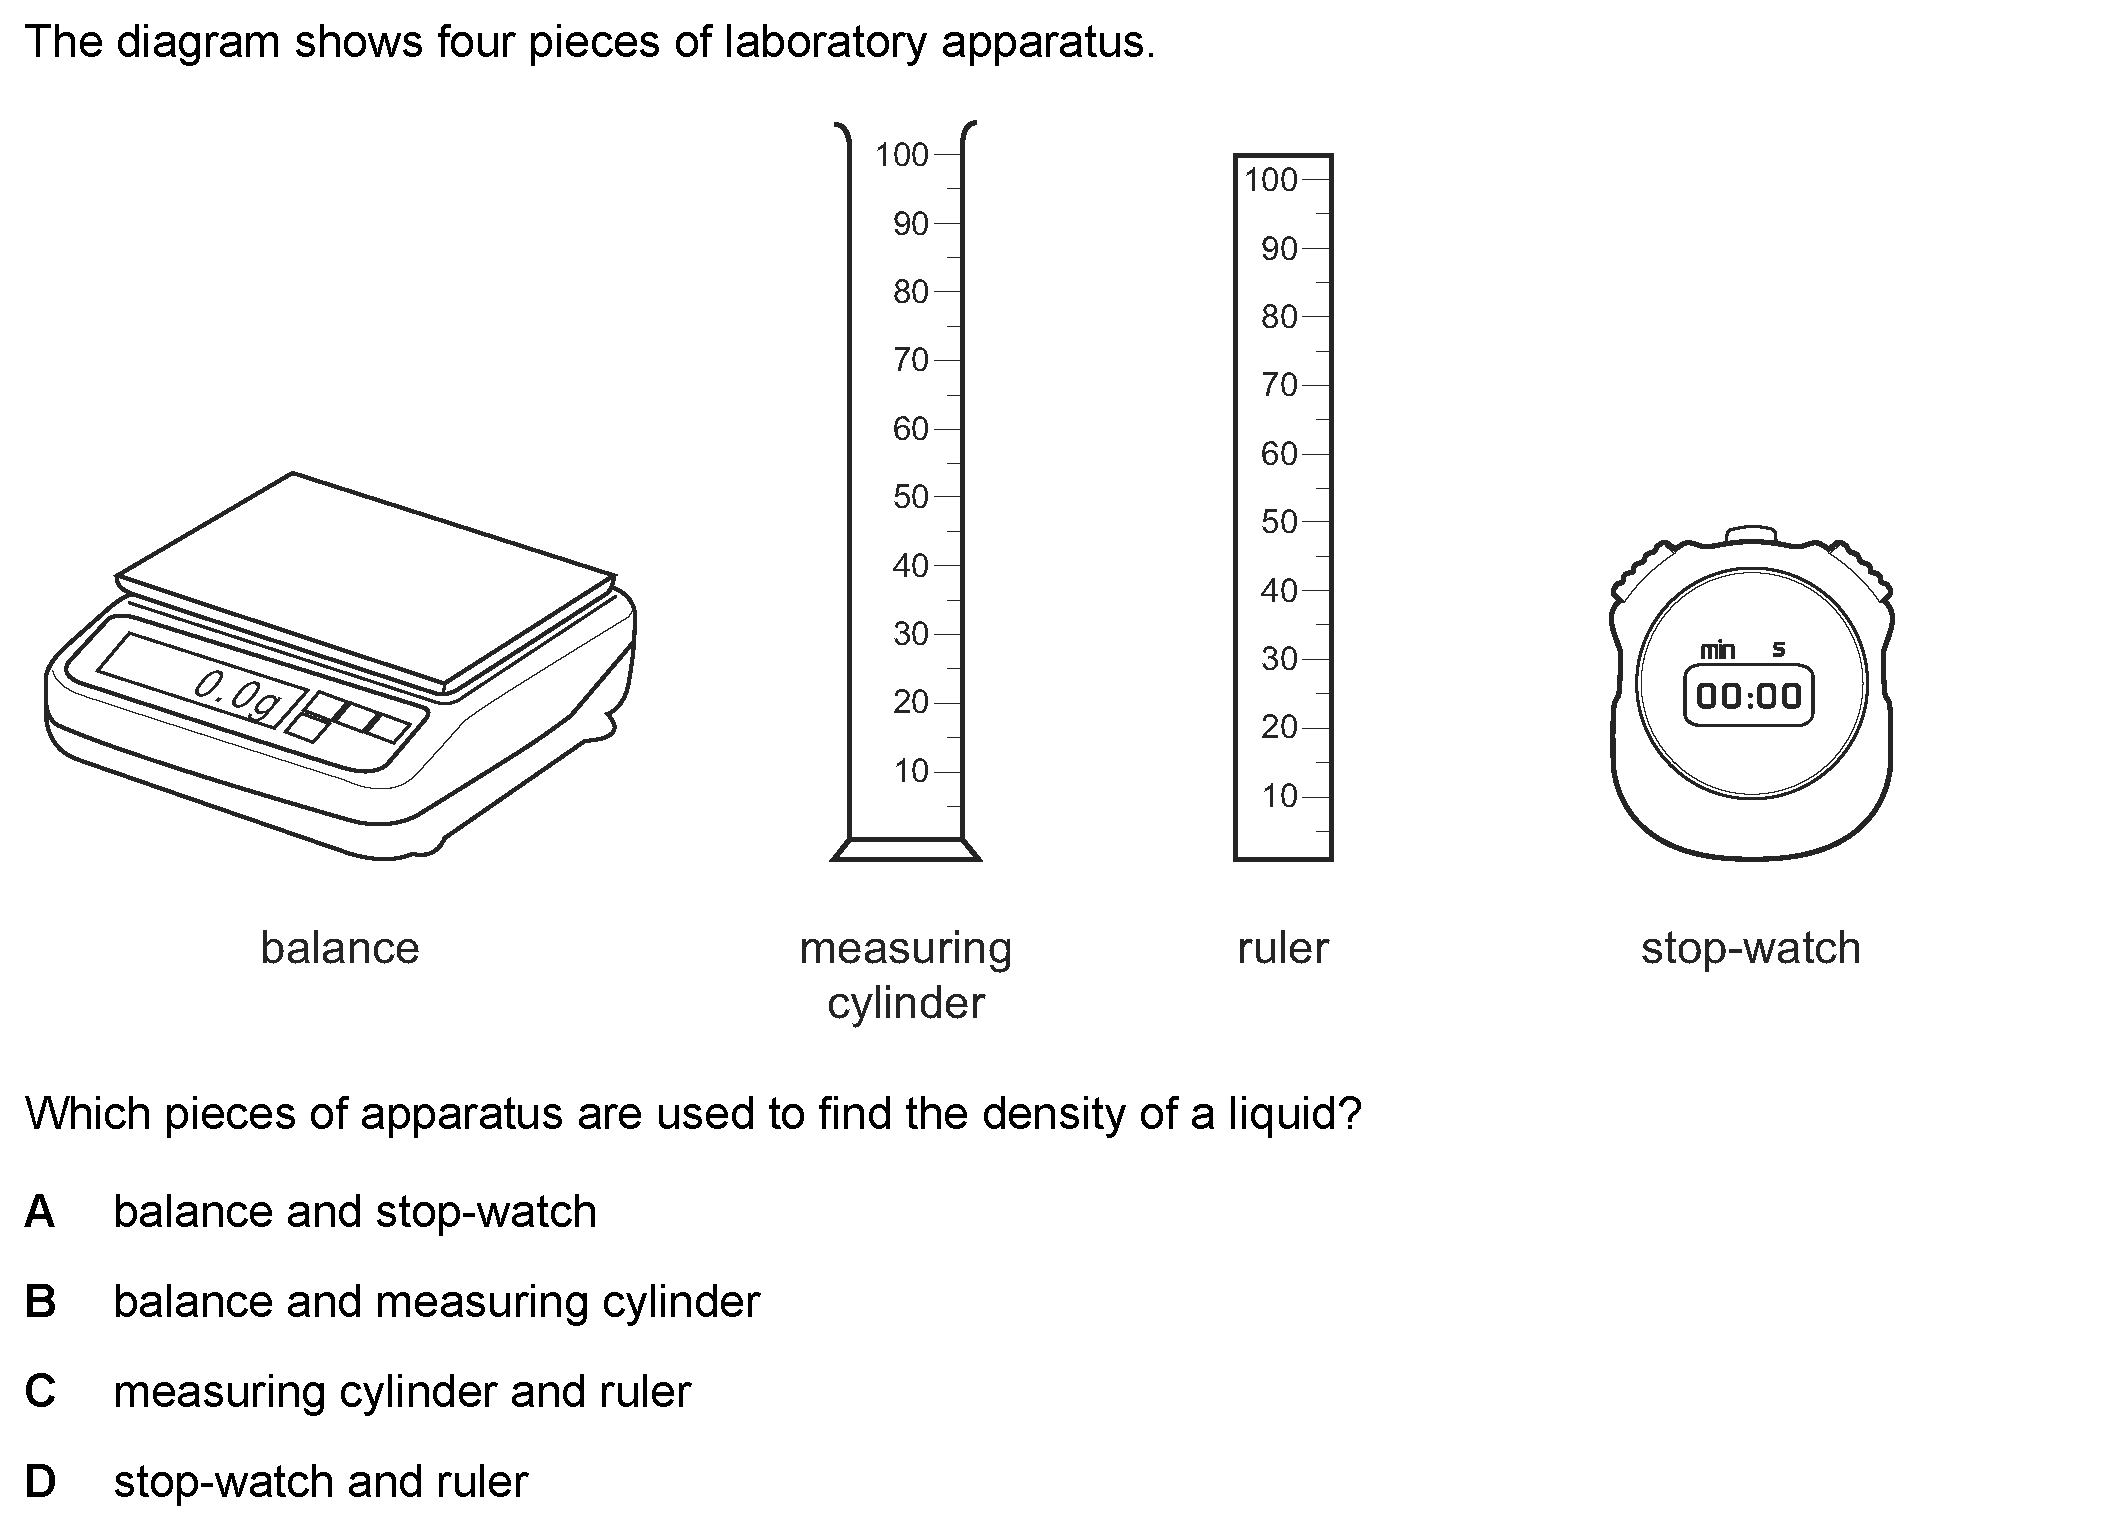 The diagram shows four pieces of laboratory apparatus.
100
90
80
70
60
50
40
30
20
10
100
90
80
70
60
50
40
30
20
10
0.0g
min s
00:00
balance
measuring
cylinder
ruler
stop-watch
Which pieces of apparatus are used to find the density of a liquid?
A balance and stop-watch
B balance and measuring cylinder
C measuring cylinder and ruler
D stop-watch and ruler